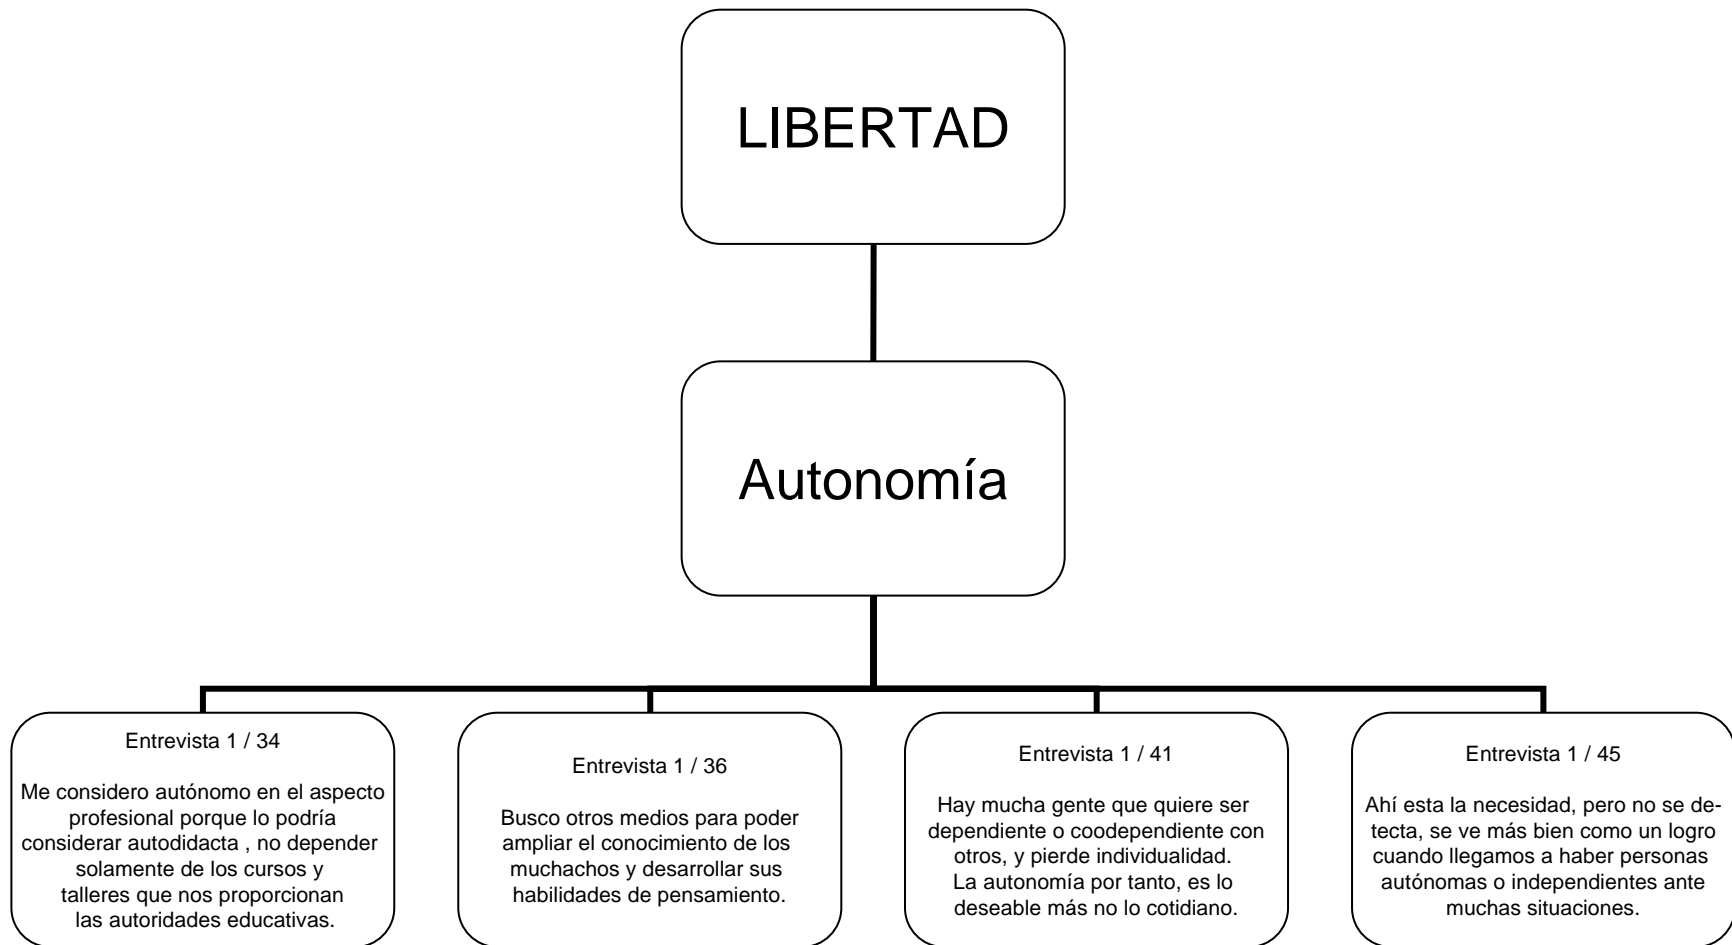 LIBERTAD
Autonomía
Entrevista 1 / 34
Me considero autónomo en el aspecto
profesional porque lo podría
considerar autodidacta , no depender
solamente de los cursos y
talleres que nos proporcionan
las autoridades educativas.
Entrevista 1 / 36
Busco otros medios para poder
ampliar el conocimiento de los
muchachos y desarrollar sus
habilidades de pensamiento.
Entrevista 1 / 41
Hay mucha gente que quiere ser
dependiente o coodependiente con
otros, y pierde individualidad.
La autonomía por tanto, es lo
deseable más no lo cotidiano.
Entrevista 1 / 45
Ahí esta la necesidad, pero no se de-
tecta, se ve más bien como un logro
cuando llegamos a haber personas
autónomas o independientes ante
muchas situaciones.